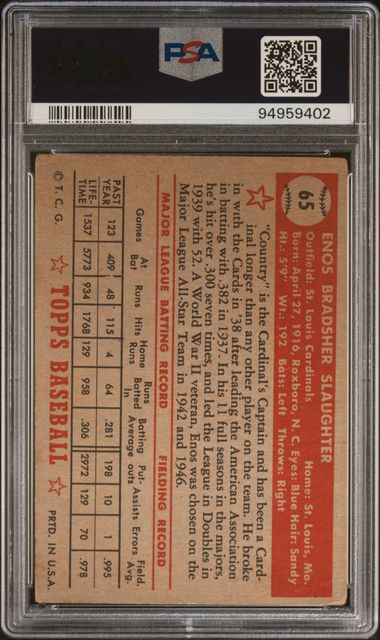 PSA
94959402
65
ENOS BRADSHER SLAUGHTER
Outfield: St. Louis Cardinals Home: St. Louis, Mo.
Born: April 27, 1916, Roxboro, N. C. Eyes: Blue Hair: Sandy
Ht.: 5'9" Wt.: 192 Bats: Left Throws: Right
"Country" is the Cardinal's Captain and has been a Card-
inal longer than any other player on the team. He broke
in with the Cards in '38 after leading the American Association
in batting with .382 in 1937. In his 11 full seasons in the majors,
he's hit over .300 seven times, and led the League in Doubles in
1939 with 52. A World War II veteran, Enos was chosen on the
Major League All-Star Team in 1942 and 1946.
MAJOR LEAGUE BATTING RECORD FIELDING RECORD
Games At Bat Runs Hits Home Runs Runs Batted In Batting Average Put-outs Assists Errors Field. Avg.
PAST YEAR 123 409 48 115 4 64 .281 198 10 1 .995
LIFE-TIME 1537 5773 934 1768 129 958 .306 2972 129 70 .978
© T. C. G. TOPPS BASEBALL PRTD. IN U.S.A.